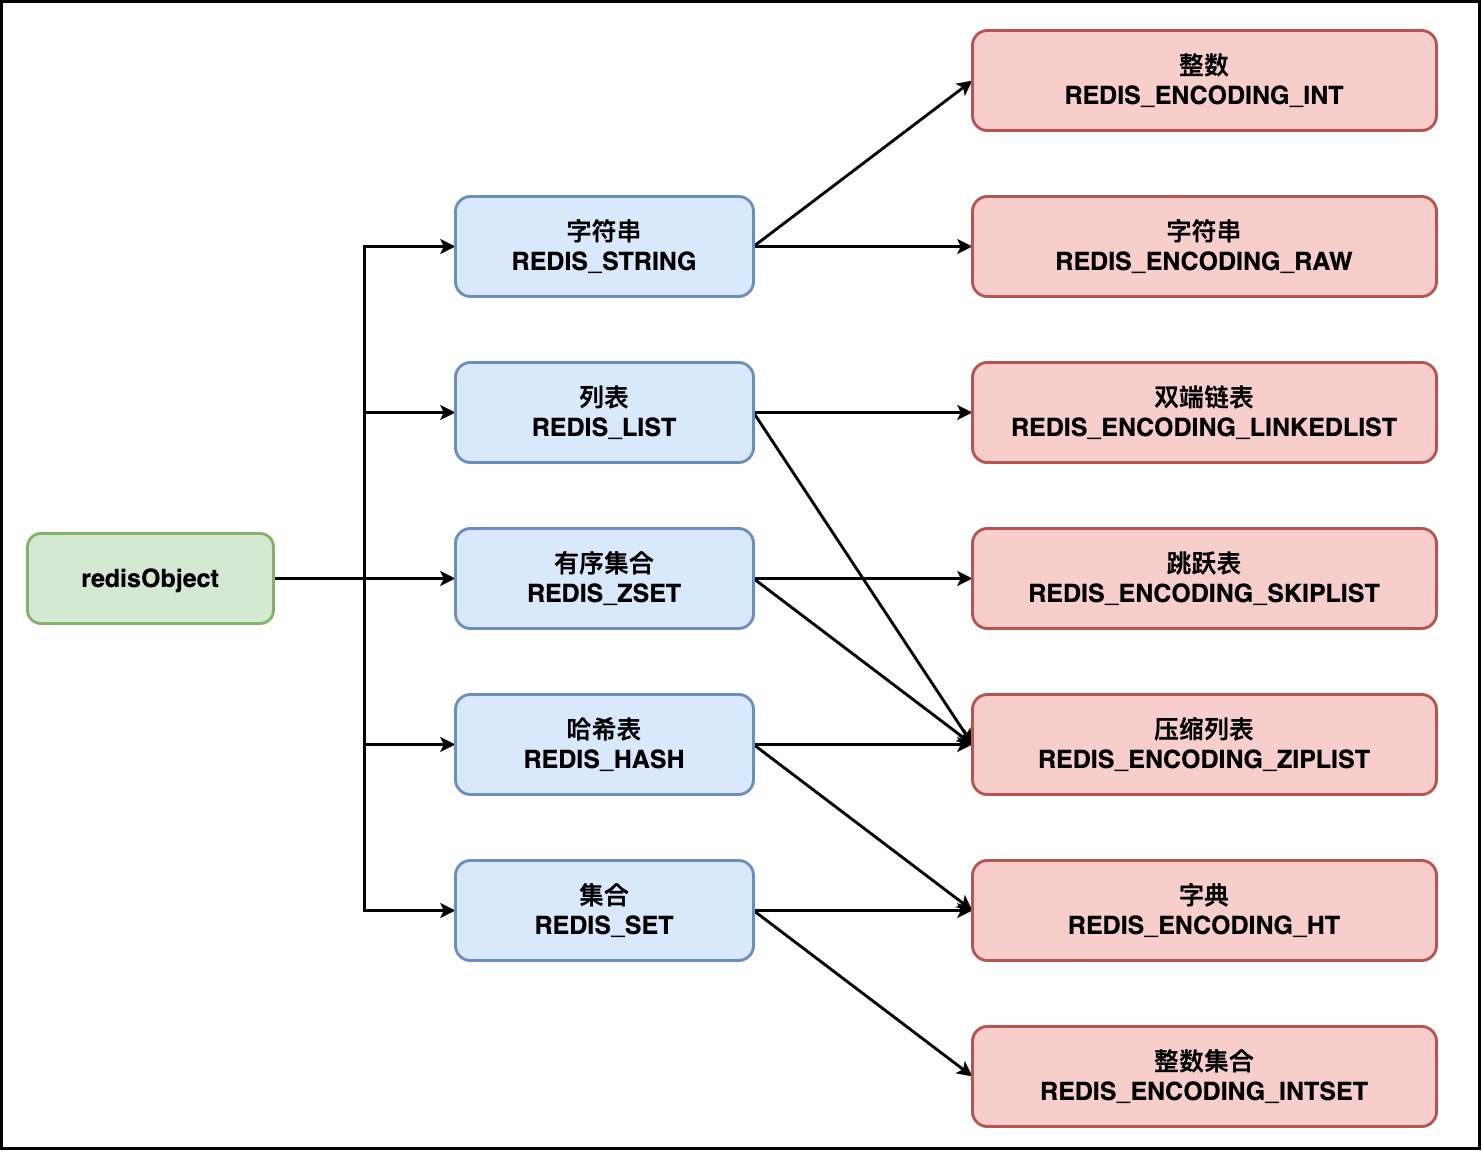 redisObject
字符串
REDIS_STRING
列表
REDIS_LIST
有序集合
REDIS_ZSET
哈希表
REDIS_HASH
集合
REDIS_SET
整数
REDIS_ENCODING_INT
字符串
REDIS_ENCODING_RAW
双端链表
REDIS_ENCODING_LINKEDLIST
跳跃表
REDIS_ENCODING_SKIPLIST
压缩列表
REDIS_ENCODING_ZIPLIST
字典
REDIS_ENCODING_HT
整数集合
REDIS_ENCODING_INTSET